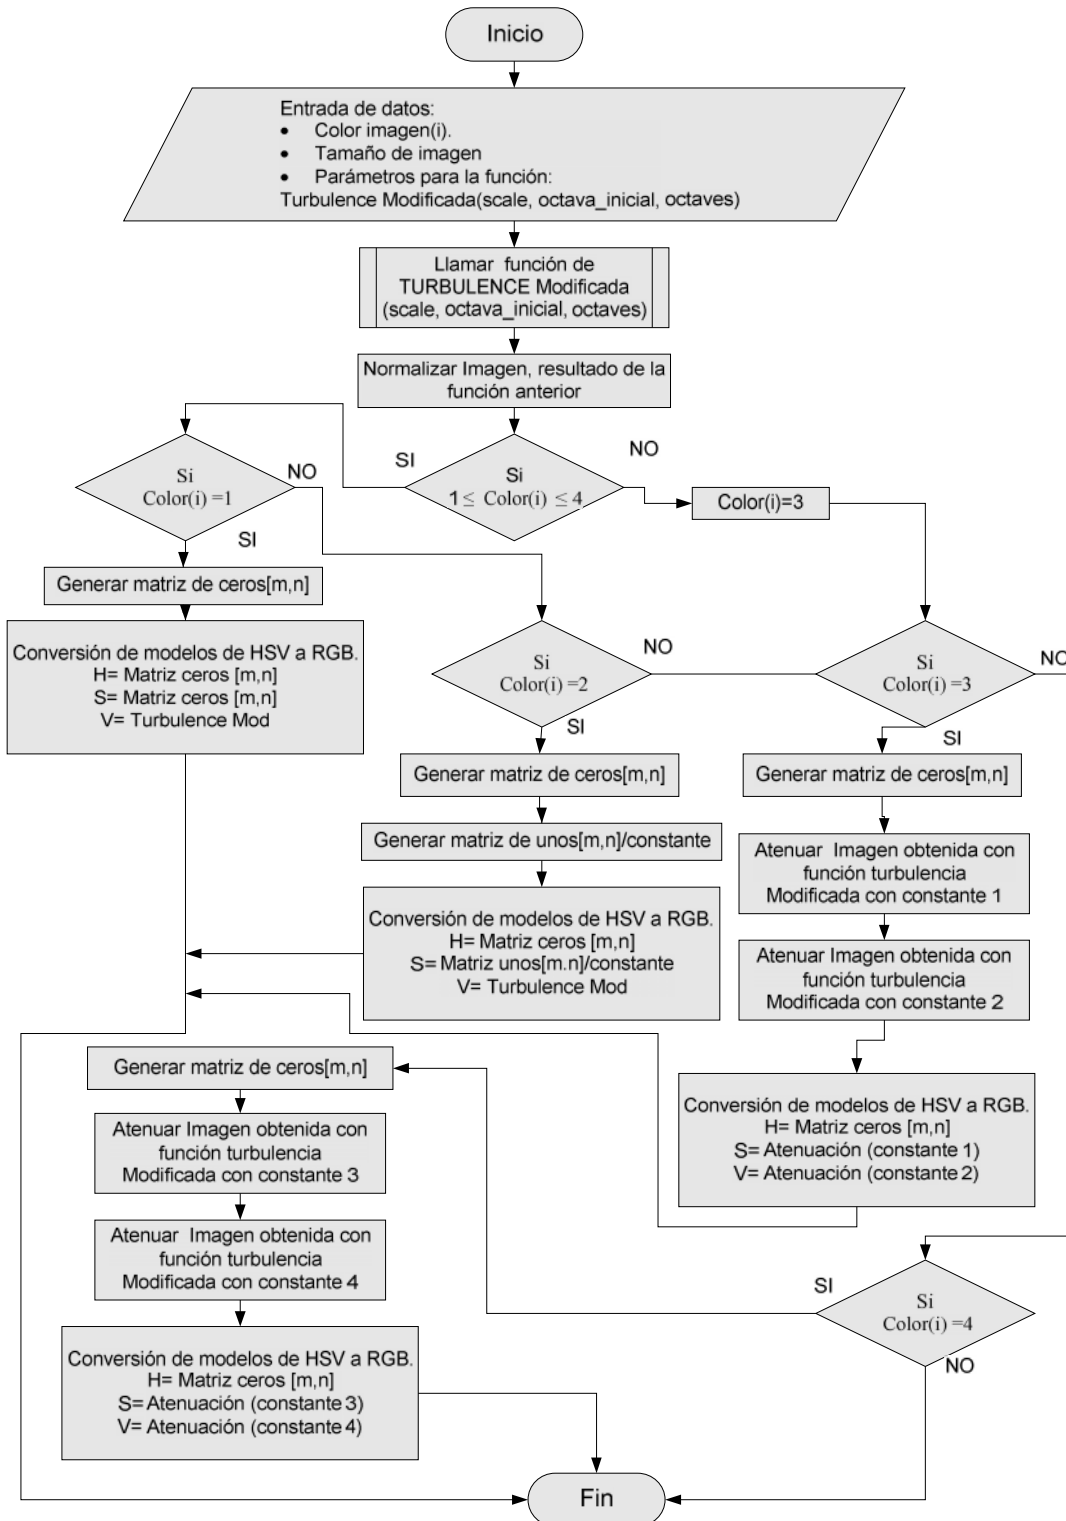 Inicio
Entrada de datos:
• Color imagen(i).
• Tamaño de imagen
• Parámetros para la función:
Turbulence Modificada(scale, octava_inicial, octaves)
Llamar función de
TURBULENCE Modificada
(scale, octava_inicial, octaves)
Normalizar Imagen, resultado de la
función anterior
Si
1 ≤ Color(i) ≤ 4
SI
NO
Color(i)=3
Si
Color(i) =1
NO
SI
Generar matriz de ceros[m,n]
Conversión de modelos de HSV a RGB.
H= Matriz ceros [m,n]
S= Matriz ceros [m,n]
V= Turbulence Mod
Si
Color(i) =2
NO
SI
Generar matriz de ceros[m,n]
Generar matriz de unos[m,n]/constante
Conversión de modelos de HSV a RGB.
H= Matriz ceros [m,n]
S= Matriz unos[m.n]/constante
V= Turbulence Mod
Si
Color(i) =3
NO
SI
Generar matriz de ceros[m,n]
Atenuar Imagen obtenida con
función turbulencia
Modificada con constante 1
Atenuar Imagen obtenida con
función turbulencia
Modificada con constante 2
Conversión de modelos de HSV a RGB.
H= Matriz ceros [m,n]
S= Atenuación (constante 1)
V= Atenuación (constante 2)
Si
Color(i) =4
SI
NO
Generar matriz de ceros[m,n]
Atenuar Imagen obtenida con
función turbulencia
Modificada con constante 3
Atenuar Imagen obtenida con
función turbulencia
Modificada con constante 4
Conversión de modelos de HSV a RGB.
H= Matriz ceros [m,n]
S= Atenuación (constante 3)
V= Atenuación (constante 4)
Fin